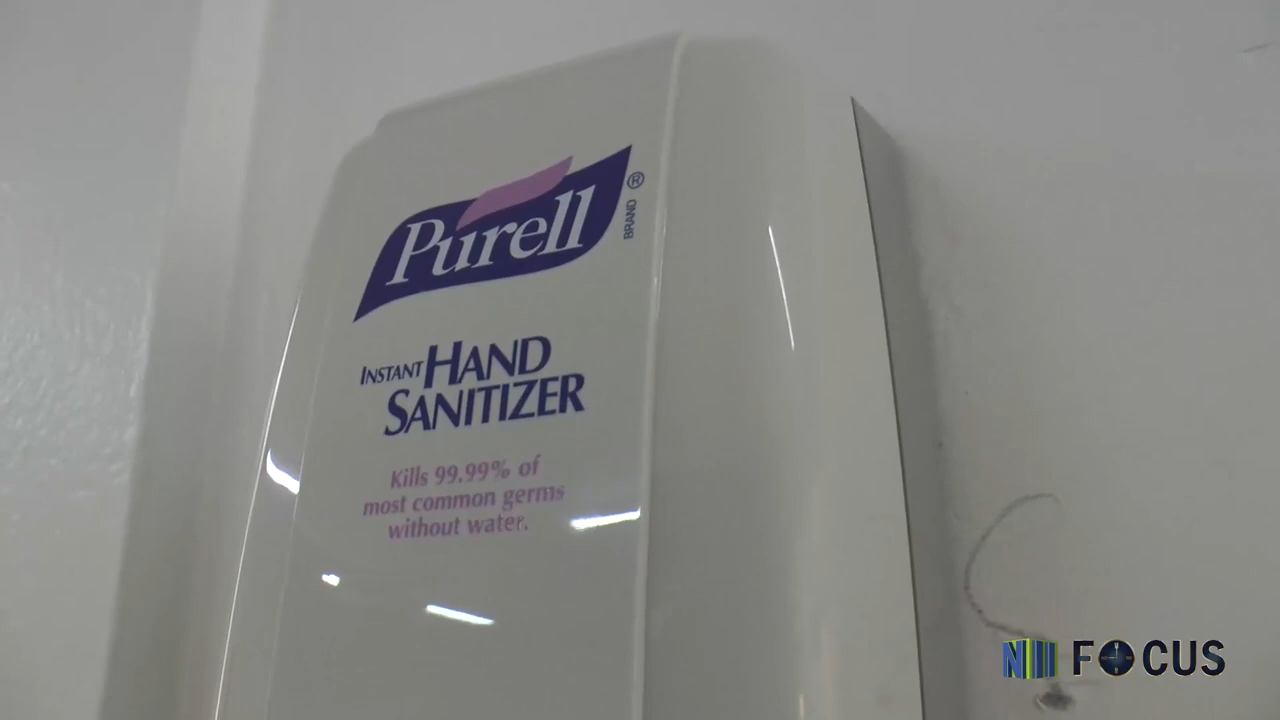 Purell
BRAND ®
INSTANT HAND
SANITIZER
Kills 99.99% of
most common germs
without water.
FOCUS